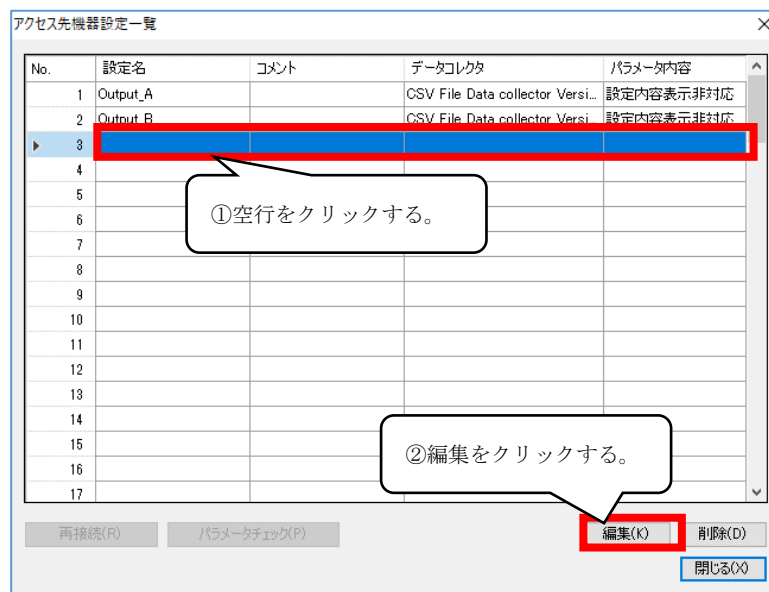 アクセス先機器設定一覧
No. 設定名 コメント データコレクタ パラメータ内容
1 Output_A CSV File Data collector Versi... 設定内容表示非対応
2 Output_B CSV File Data collector Versi... 設定内容表示非対応
3
4
5
①空行をクリックする。
6
7
8
9
10
11
12
13
14
15
②編集をクリックする。
16
17
再接続(R) パラメータチェック(P) 編集(K) 削除(D)
閉じる(X)